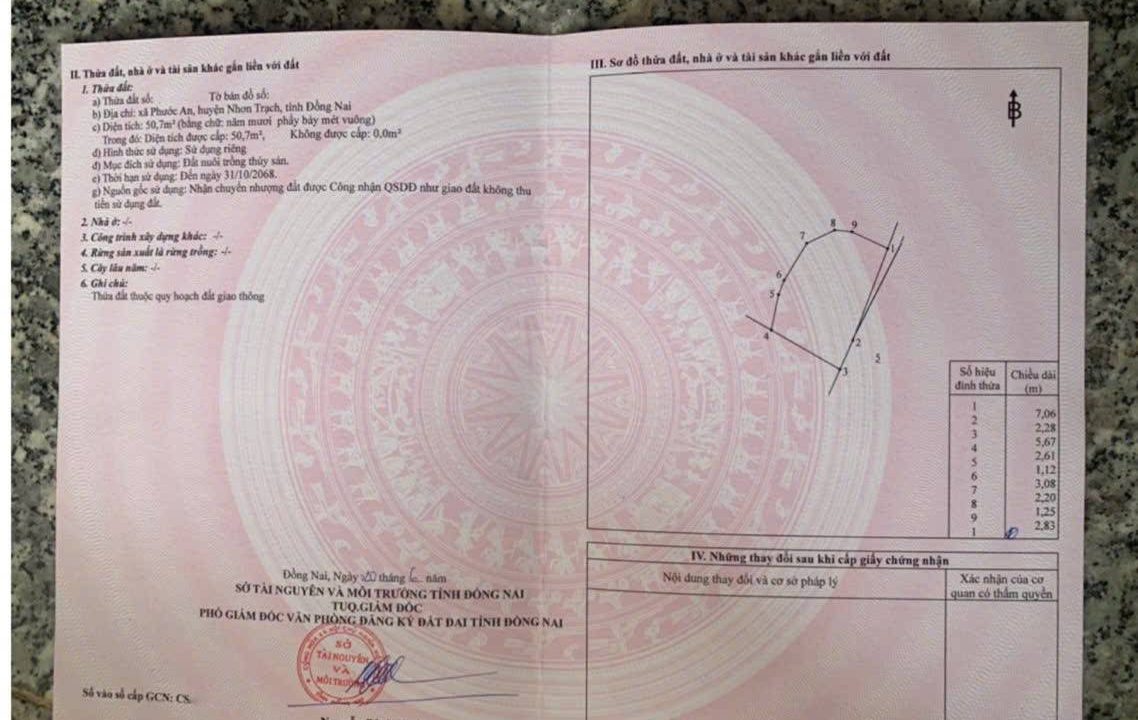 II. Thửa đất, nhà ở và tài sản khác gắn liền với đất
1. Thửa đất:
a) Thửa đất số: Tờ bản đồ số:
b) Địa chỉ: xã Phước An, huyện Nhơn Trạch, tỉnh Đồng Nai
c) Diện tích: 50,7m² (bằng chữ: năm mươi phẩy bảy mét vuông)
Trong đó: Diện tích được cấp: 50,7m², Không được cấp: 0,0m²
d) Hình thức sử dụng: Sử dụng riêng
đ) Mục đích sử dụng: Đất nuôi trồng thủy sản.
e) Thời hạn sử dụng: Đến ngày 31/10/2068.
g) Nguồn gốc sử dụng: Nhận chuyển nhượng đất được Công nhận QSDĐ như giao đất không thu
tiền sử dụng đất.
2. Nhà ở: -/-
3. Công trình xây dựng khác: -/-
4. Rừng sản xuất là rừng trồng: -/-
5. Cây lâu năm: -/-
6. Ghi chú:
Thửa đất thuộc quy hoạch đất giao thông
Đồng Nai, Ngày 20 tháng năm
SỞ TÀI NGUYÊN VÀ MÔI TRƯỜNG TỈNH ĐỒNG NAI
TUQ.GIÁM ĐỐC
PHÓ GIÁM ĐỐC VĂN PHÒNG ĐĂNG KÝ ĐẤT ĐAI TỈNH ĐỒNG NAI
SỞ
TÀI NGUYÊN
VÀ
MÔI TRƯỜNG
Số vào sổ cấp GCN: CS
III. Sơ đồ thửa đất, nhà ở và tài sản khác gắn liền với đất
B
8 9
7 1
6
5
4 2
3 5
Số hiệu đỉnh thửa Chiều dài (m)
1
7,06
2
2,28
3
5,67
4
2,61
5
1,12
6
3,08
7
2,20
8
1,25
9
2,83
1
IV. Những thay đổi sau khi cấp giấy chứng nhận
Nội dung thay đổi và cơ sở pháp lý
Xác nhận của cơ
quan có thẩm quyền